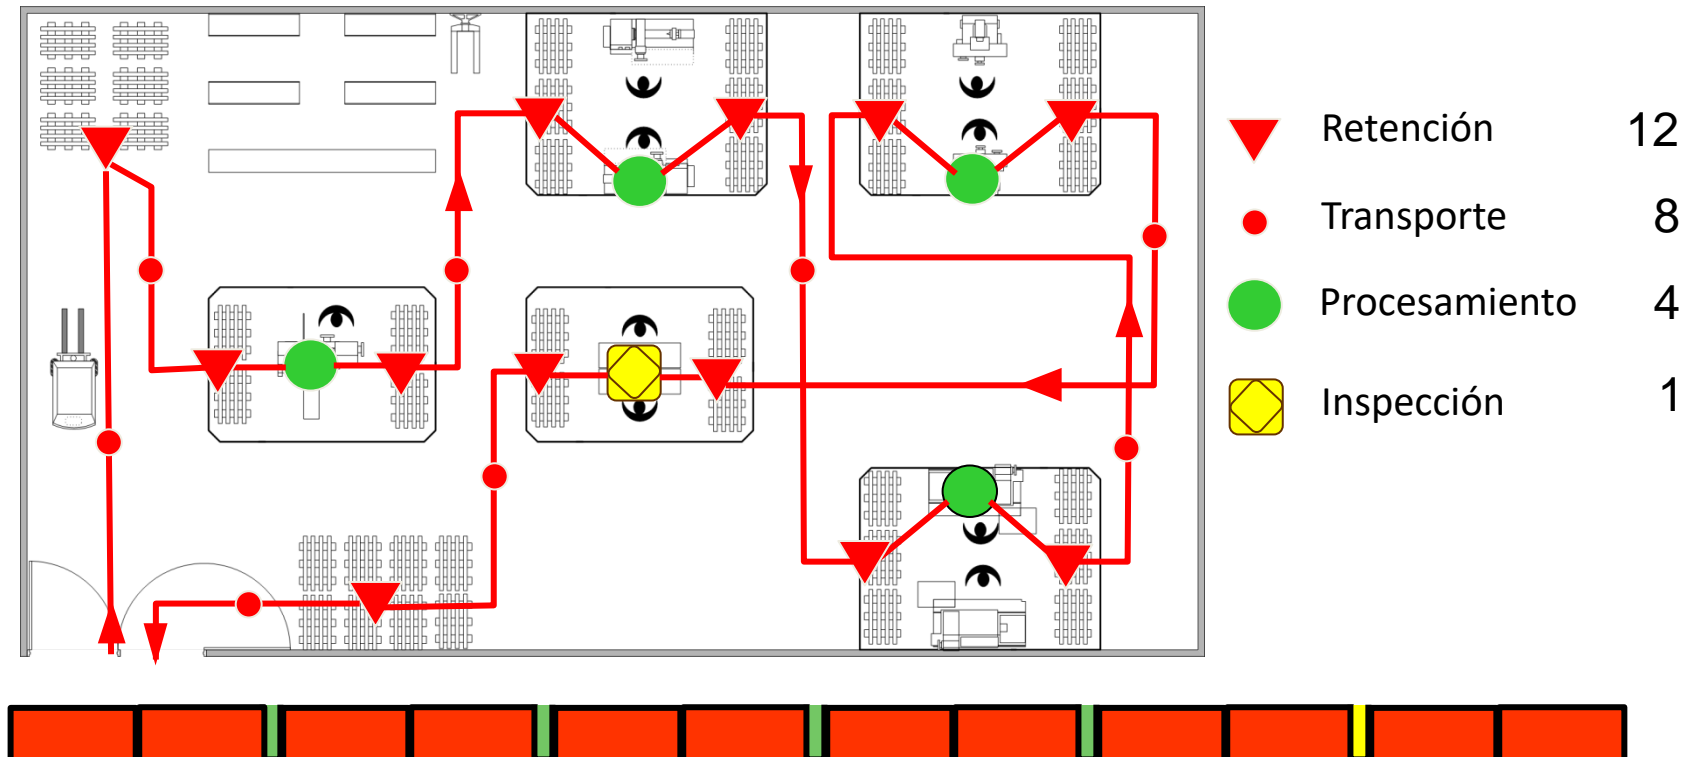 Retención 12
Transporte 8
Procesamiento 4
Inspección 1